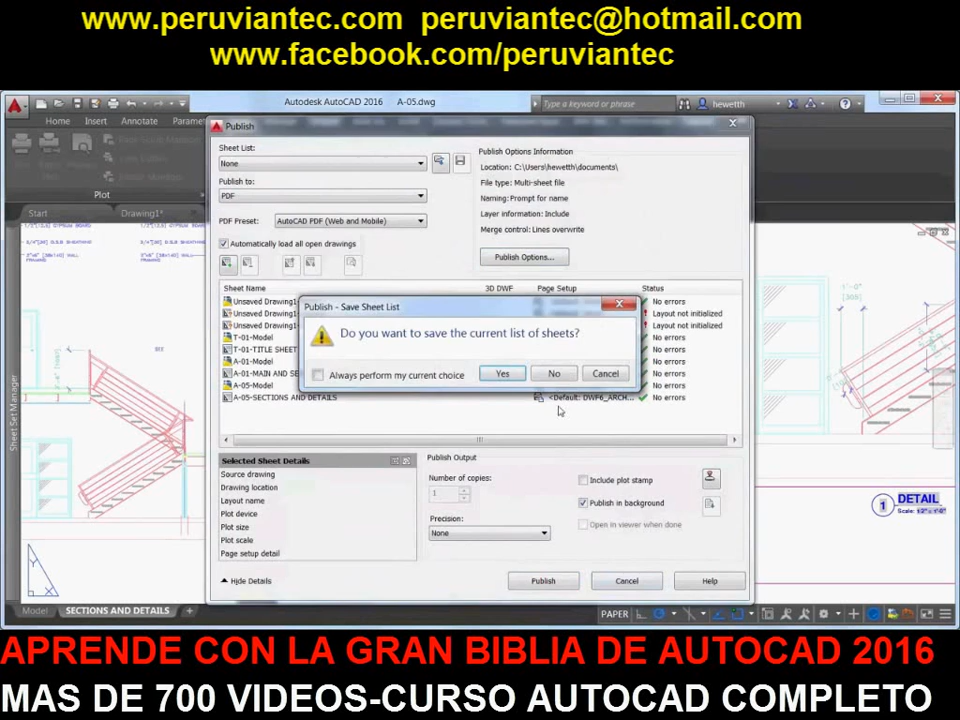 www.peruviantec.com peruviantec@hotmail.com
www.facebook.com/peruviantec
Autodesk AutoCAD 2016 A-05.dwg
Type a keyword or phrase
hewetth
Home Insert Annotate Parame
Plot
Start Drawing1*
Publish
Sheet List:
None
Publish to:
PDF
PDF Preset: AutoCAD PDF (Web and Mobile)
Automatically load all open drawings
Publish Options Information
Location: C:\Users\hewetth\documents\
File type: Multi-sheet file
Naming: Prompt for name
Layer information: Include
Merge control: Lines overwrite
Publish Options...
Sheet Name 3D DWF Page Setup Status
Unsaved Drawing1 No errors
Unsaved Drawing1 Layout not initialized
Unsaved Drawing1 Layout not initialized
T-01-Model No errors
T-01-TITLE SHEET No errors
A-01-Model No errors
A-01-MAIN AND SE No errors
A-05-Model No errors
A-05-SECTIONS AND DETAILS <Default: DWF6_ARCH... No errors
Publish - Save Sheet List
Do you want to save the current list of sheets?
Always perform my current choice
Yes No Cancel
Selected Sheet Details
Source drawing
Drawing location
Layout name
Plot device
Plot size
Plot scale
Page setup detail
Publish Output
Number of copies:
1
Precision:
None
Include plot stamp
Publish in background
Open in viewer when done
Hide Details
Publish Cancel Help
Sheet Set Manager
1'-0"
[305]
1 DETAIL
Y
X
Model SECTIONS AND DETAILS +
PAPER
APRENDE CON LA GRAN BIBLIA DE AUTOCAD 2016
MAS DE 700 VIDEOS-CURSO AUTOCAD COMPLETO